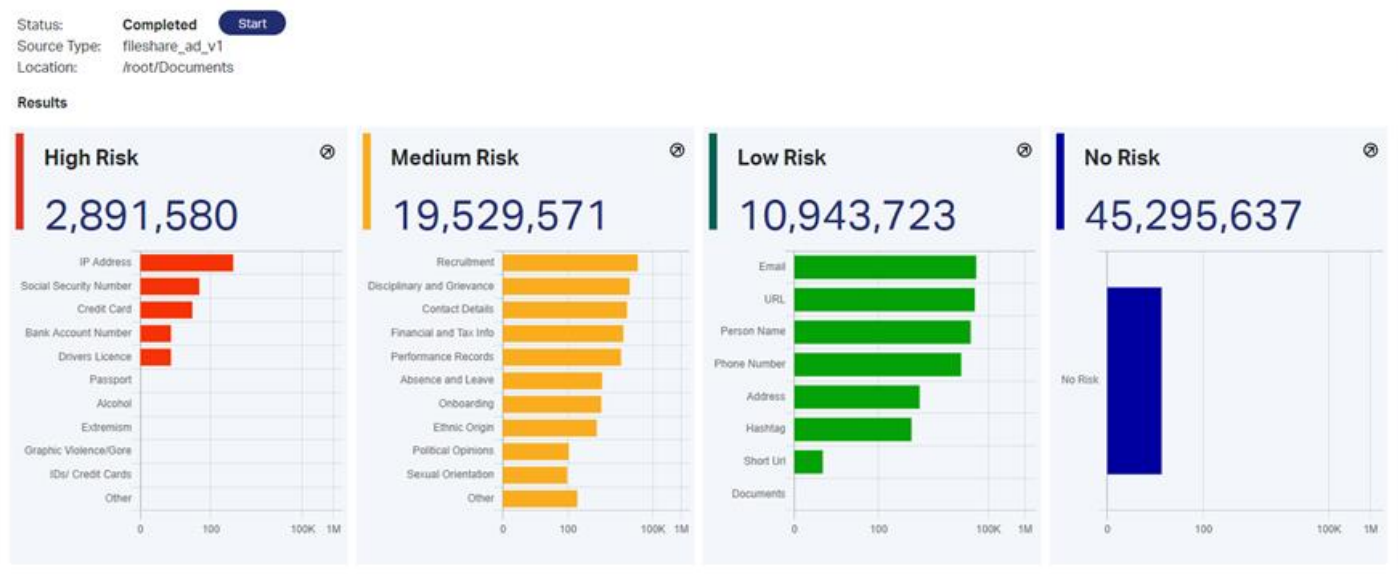 Status: Completed Start
Source Type: fileshare_ad_v1
Location: /root/Documents
Results
High Risk
2,891,580
IP Address
Social Security Number
Credit Card
Bank Account Number
Drivers Licence
Passport
Alcohol
Extremism
Graphic Violence/Gore
IDs/ Credit Cards
Other
0 100 100K 1M
Medium Risk
19,529,571
Recruitment
Disciplinary and Grievance
Contact Details
Financial and Tax Info
Performance Records
Absence and Leave
Onboarding
Ethnic Origin
Political Opinions
Sexual Orientation
Other
0 100 100K 1M
Low Risk
10,943,723
Email
URL
Person Name
Phone Number
Address
Hashtag
Short Url
Documents
0 100 100K 1M
No Risk
45,295,637
No Risk
0 100 100K 1M